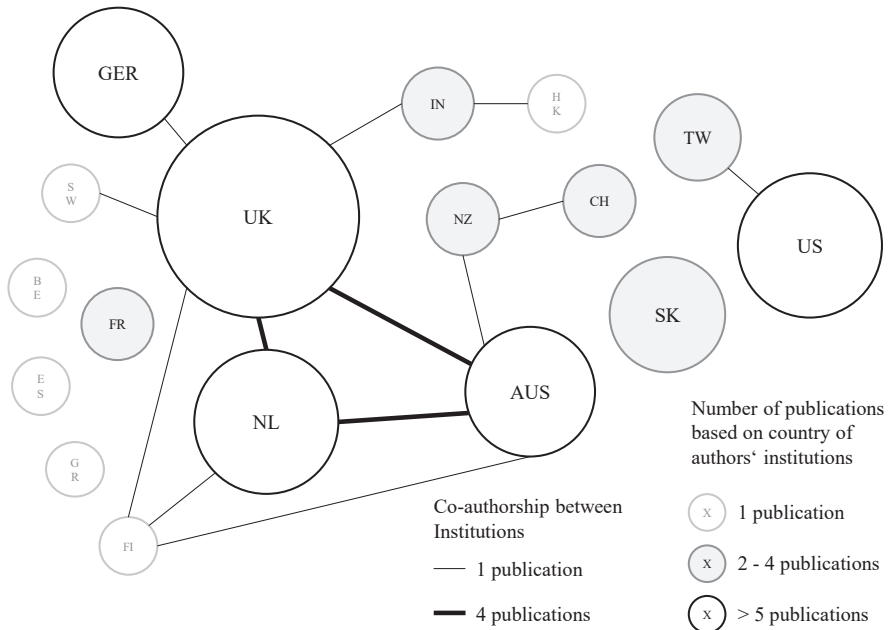 GER
IN
H
K
TW
S
W
UK
NZ
CH
US
B
E
FR
SK
E
S
NL
AUS
G
R
FI
Co-authorship between
Institutions
1 publication
4 publications
Number of publications
based on country of
authors‘ institutions
X 1 publication
X 2 - 4 publications
X > 5 publications